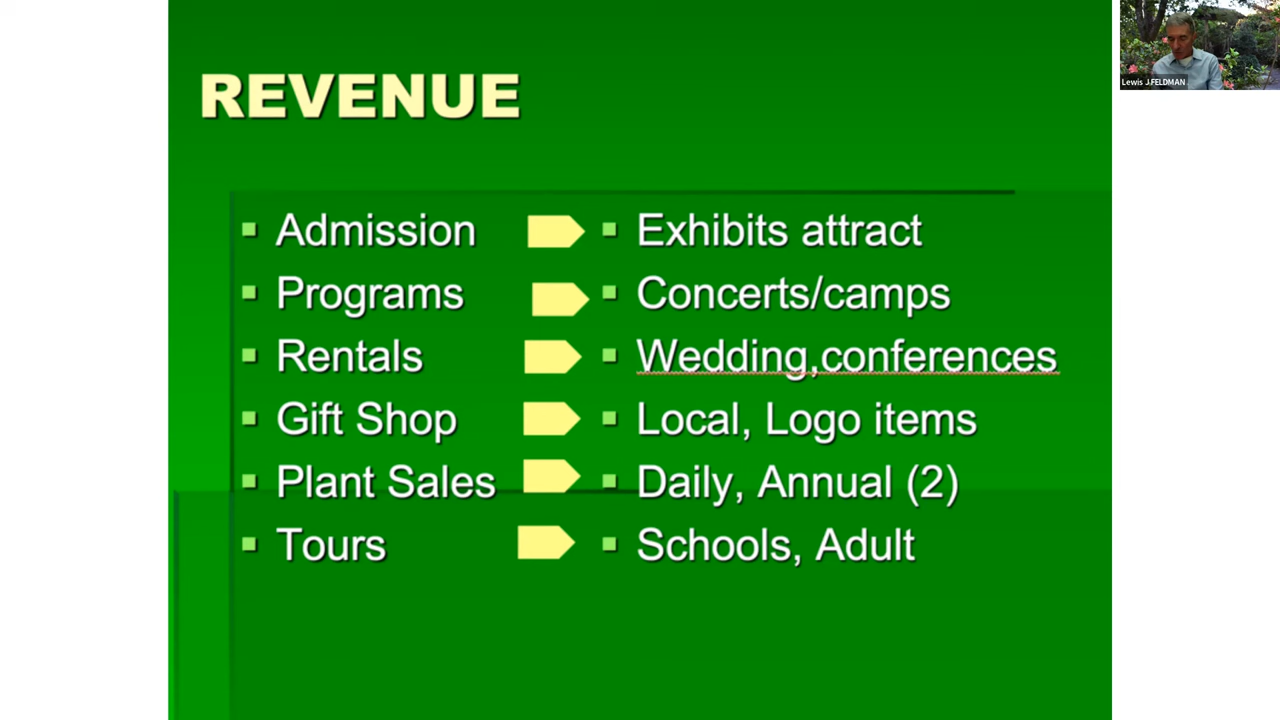 REVENUE
Admission
Exhibits attract
Programs
Concerts/camps
Rentals
Wedding,conferences
Gift Shop
Local, Logo items
Plant Sales
Daily, Annual (2)
Tours
Schools, Adult
Lewis J.FELDMAN